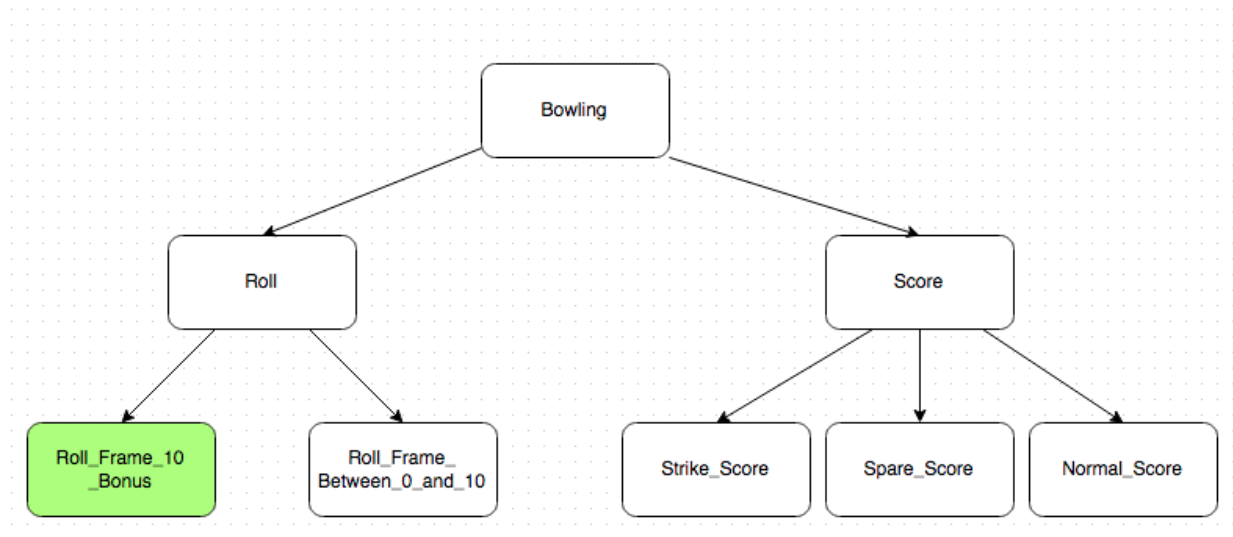 Bowling
Roll
Score
Roll_Frame_10
_Bonus
Roll_Frame_
Between_0_and_10
Strike_Score
Spare_Score
Normal_Score